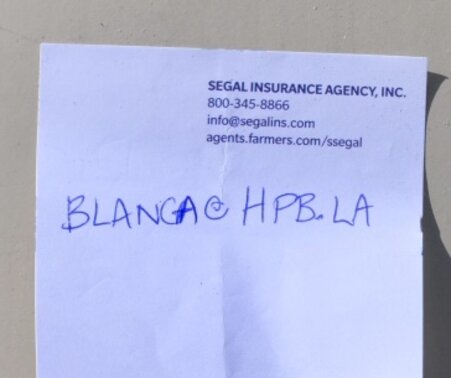 SEGAL INSURANCE AGENCY, INC.
800-345-8866
info@segalins.com
agents.farmers.com/ssegal
BLANCA@ HPB.LA